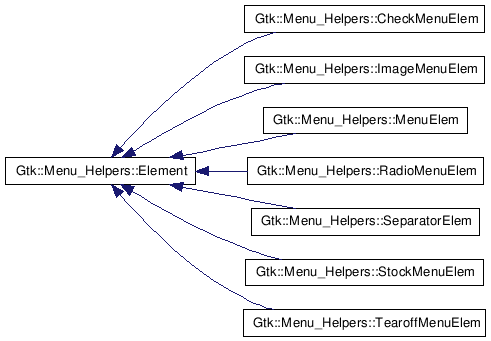 Gtk::Menu_Helpers::CheckMenuElem
Gtk::Menu_Helpers::ImageMenuElem
Gtk::Menu_Helpers::MenuElem
Gtk::Menu_Helpers::Element
Gtk::Menu_Helpers::RadioMenuElem
Gtk::Menu_Helpers::SeparatorElem
Gtk::Menu_Helpers::StockMenuElem
Gtk::Menu_Helpers::TearoffMenuElem